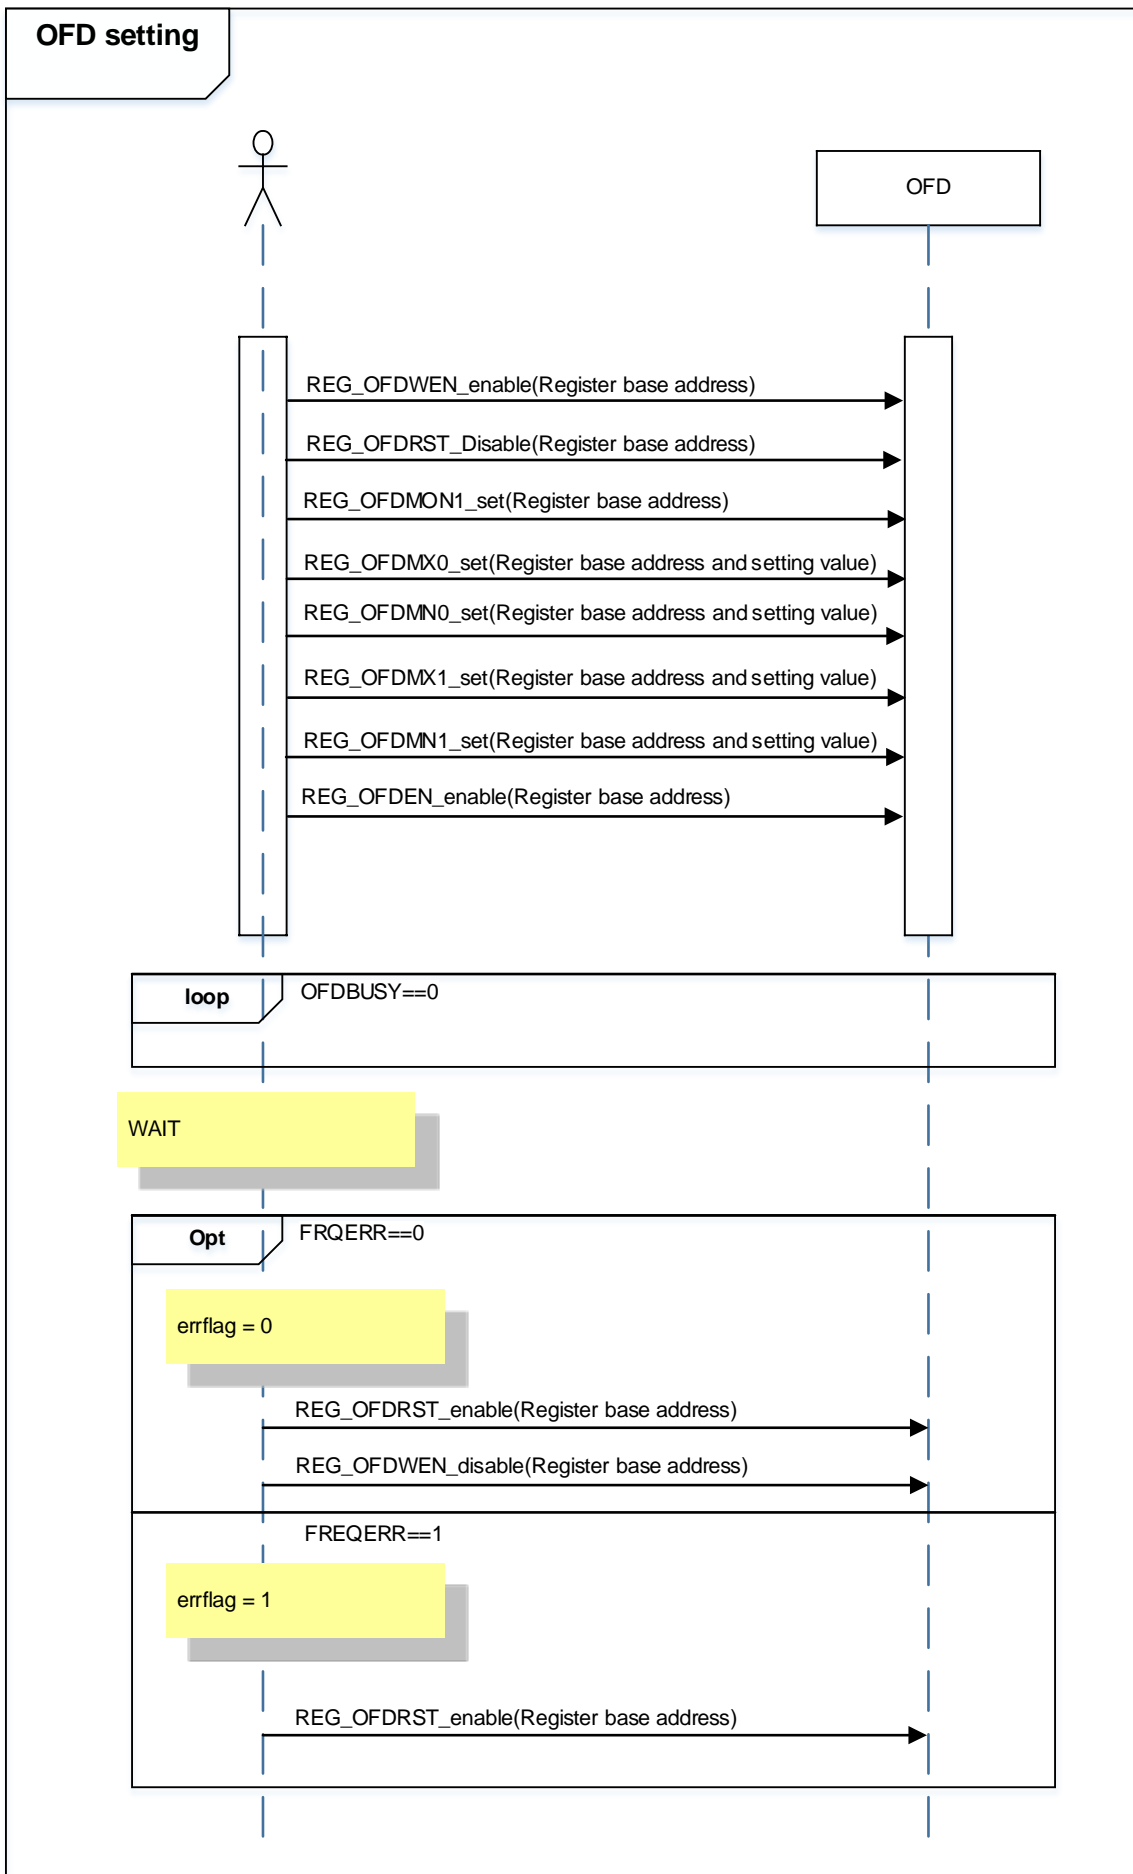 OFD setting
OFD
REG_OFDWEN_enable(Register base address)
REG_OFDRST_Disable(Register base address)
REG_OFDMON1_set(Register base address)
REG_OFDMX0_set(Register base address and setting value)
REG_OFDMN0_set(Register base address and setting value)
REG_OFDMX1_set(Register base address and setting value)
REG_OFDMN1_set(Register base address and setting value)
REG_OFDEN_enable(Register base address)
loop
OFDBUSY==0
WAIT
Opt
FRQERR==0
errflag = 0
REG_OFDRST_enable(Register base address)
REG_OFDWEN_disable(Register base address)
FREQERR==1
errflag = 1
REG_OFDRST_enable(Register base address)